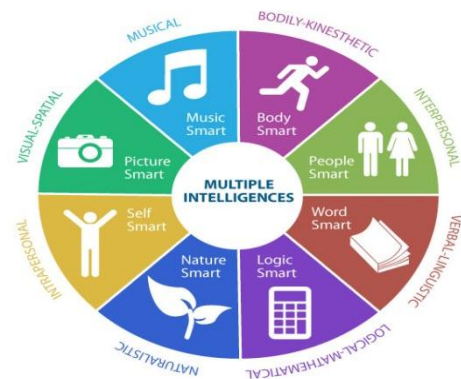 MUSICAL
BODILY-KINESTHETIC
VISUAL-SPATIAL
INTERPERSONAL
Music
Smart
Body
Smart
Picture
Smart
People
Smart
MULTIPLE
INTELLIGENCES
Self
Smart
Word
Smart
Nature
Smart
Logic
Smart
INTRAPERSONAL
VERBAL-LINGUISTIC
NATURALISTIC
LOGICAL-MATHEMATICAL